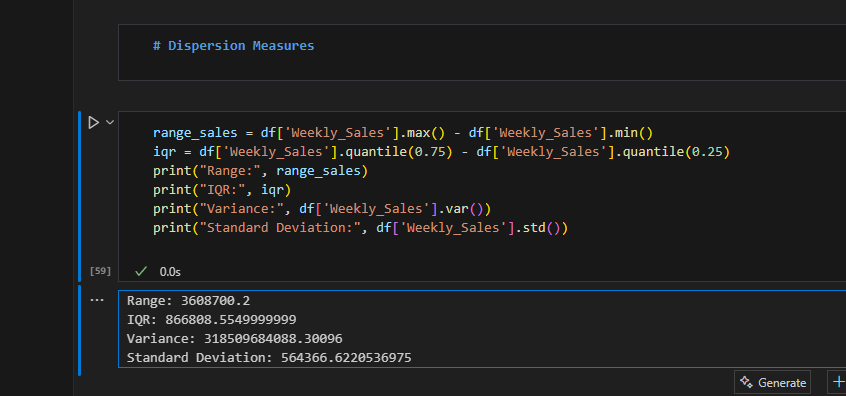 # Dispersion Measures
range_sales = df['Weekly_Sales'].max() - df['Weekly_Sales'].min()
iqr = df['Weekly_Sales'].quantile(0.75) - df['Weekly_Sales'].quantile(0.25)
print("Range:", range_sales)
print("IQR:", iqr)
print("Variance:", df['Weekly_Sales'].var())
print("Standard Deviation:", df['Weekly_Sales'].std())
[59]
0.0s
...
Range: 3608700.2
IQR: 866808.5549999999
Variance: 318509684088.30096
Standard Deviation: 564366.6220536975
Generate